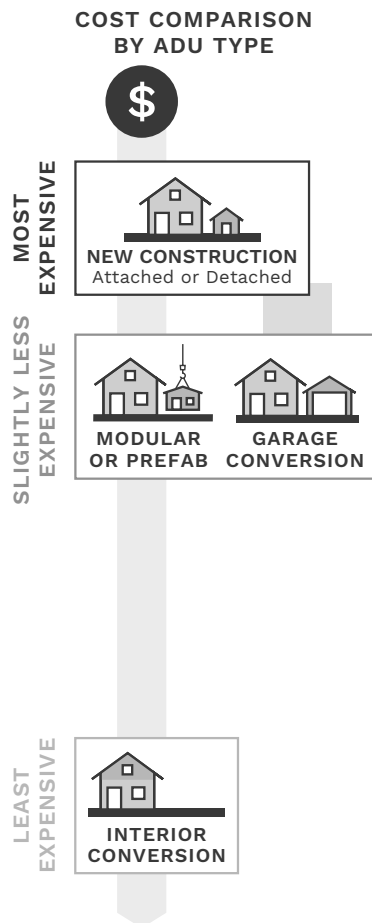 COST COMPARISON
BY ADU TYPE
$
MOST
EXPENSIVE
NEW CONSTRUCTION
Attached or Detached
SLIGHTLY LESS
EXPENSIVE
MODULAR
OR PREFAB
GARAGE
CONVERSION
LEAST
EXPENSIVE
INTERIOR
CONVERSION